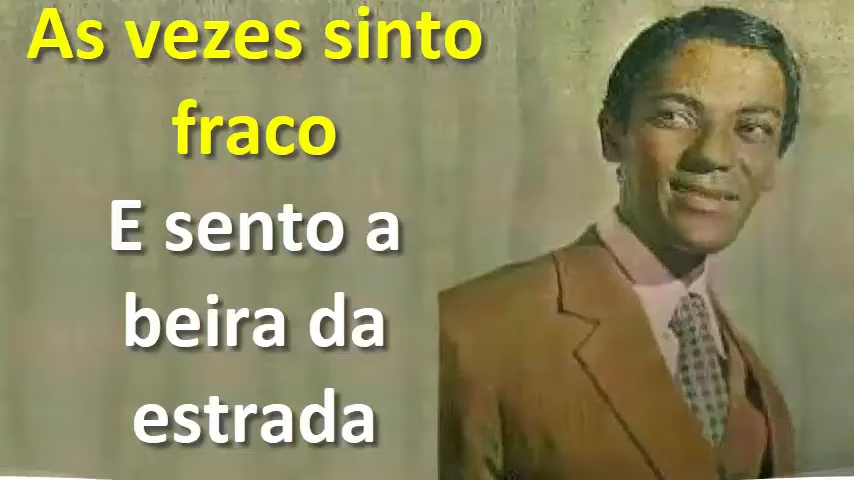 As vezes sinto
fraco
E sento a
beira da
estrada